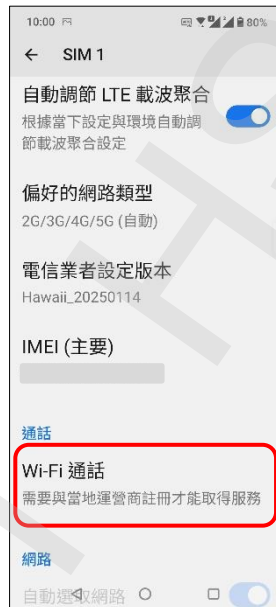 10:00 80%
← SIM 1
自動調節 LTE 載波聚合
根據當下設定與環境自動調
節載波聚合設定
偏好的網路類型
2G/3G/4G/5G (自動)
電信業者設定版本
Hawaii_20250114
IMEI (主要)
通話
Wi-Fi 通話
需要與當地運營商註冊才能取得服務
網路
自動選取網路